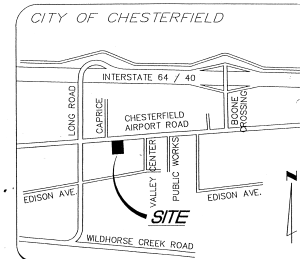 CITY OF CHESTERFIELD
INTERSTATE 64 / 40
LONG ROAD
CAPRICE
CHESTERFIELD
AIRPORT ROAD
BOONE
CROSSING
VALLEY CENTER
PUBLIC WORKS
EDISON AVE.
EDISON AVE.
SITE
WILDHORSE CREEK ROAD
N